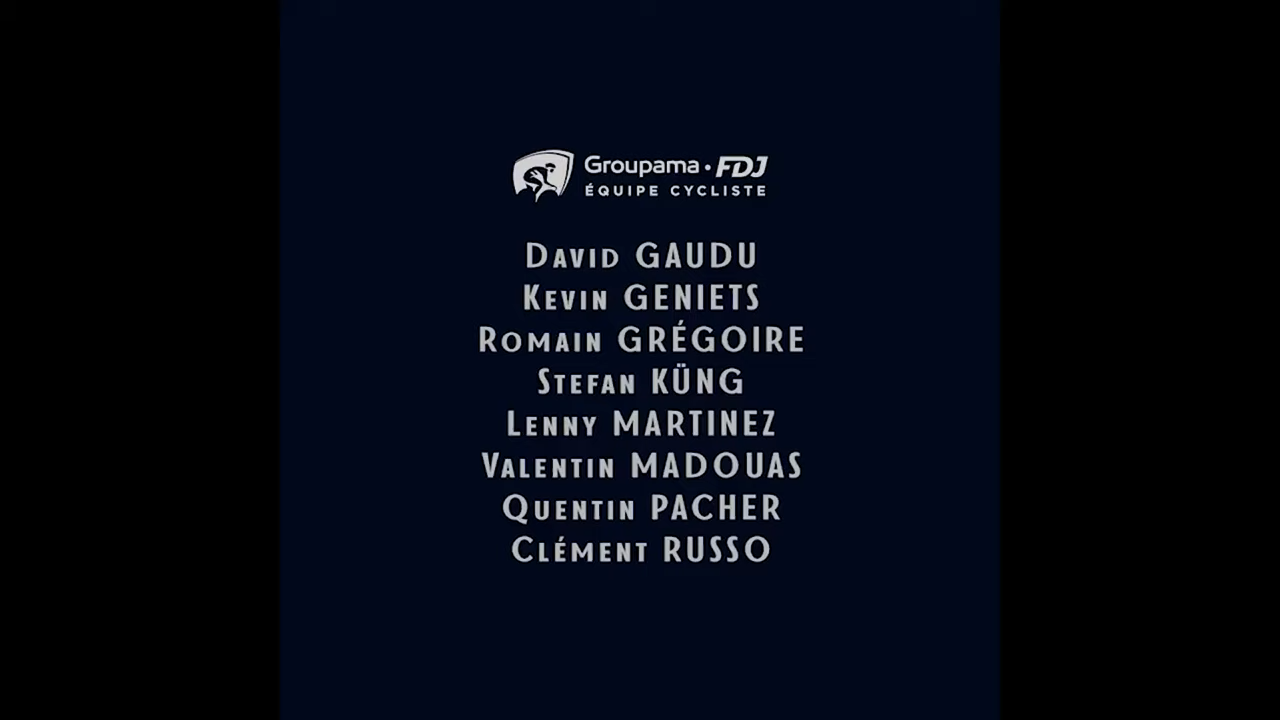 Groupama • FDJ
ÉQUIPE CYCLISTE
David GAUDU
Kevin GENIETS
Romain GRÉGOIRE
Stefan KÜNG
Lenny MARTINEZ
Valentin MADOUAS
Quentin PACHER
Clément RUSSO